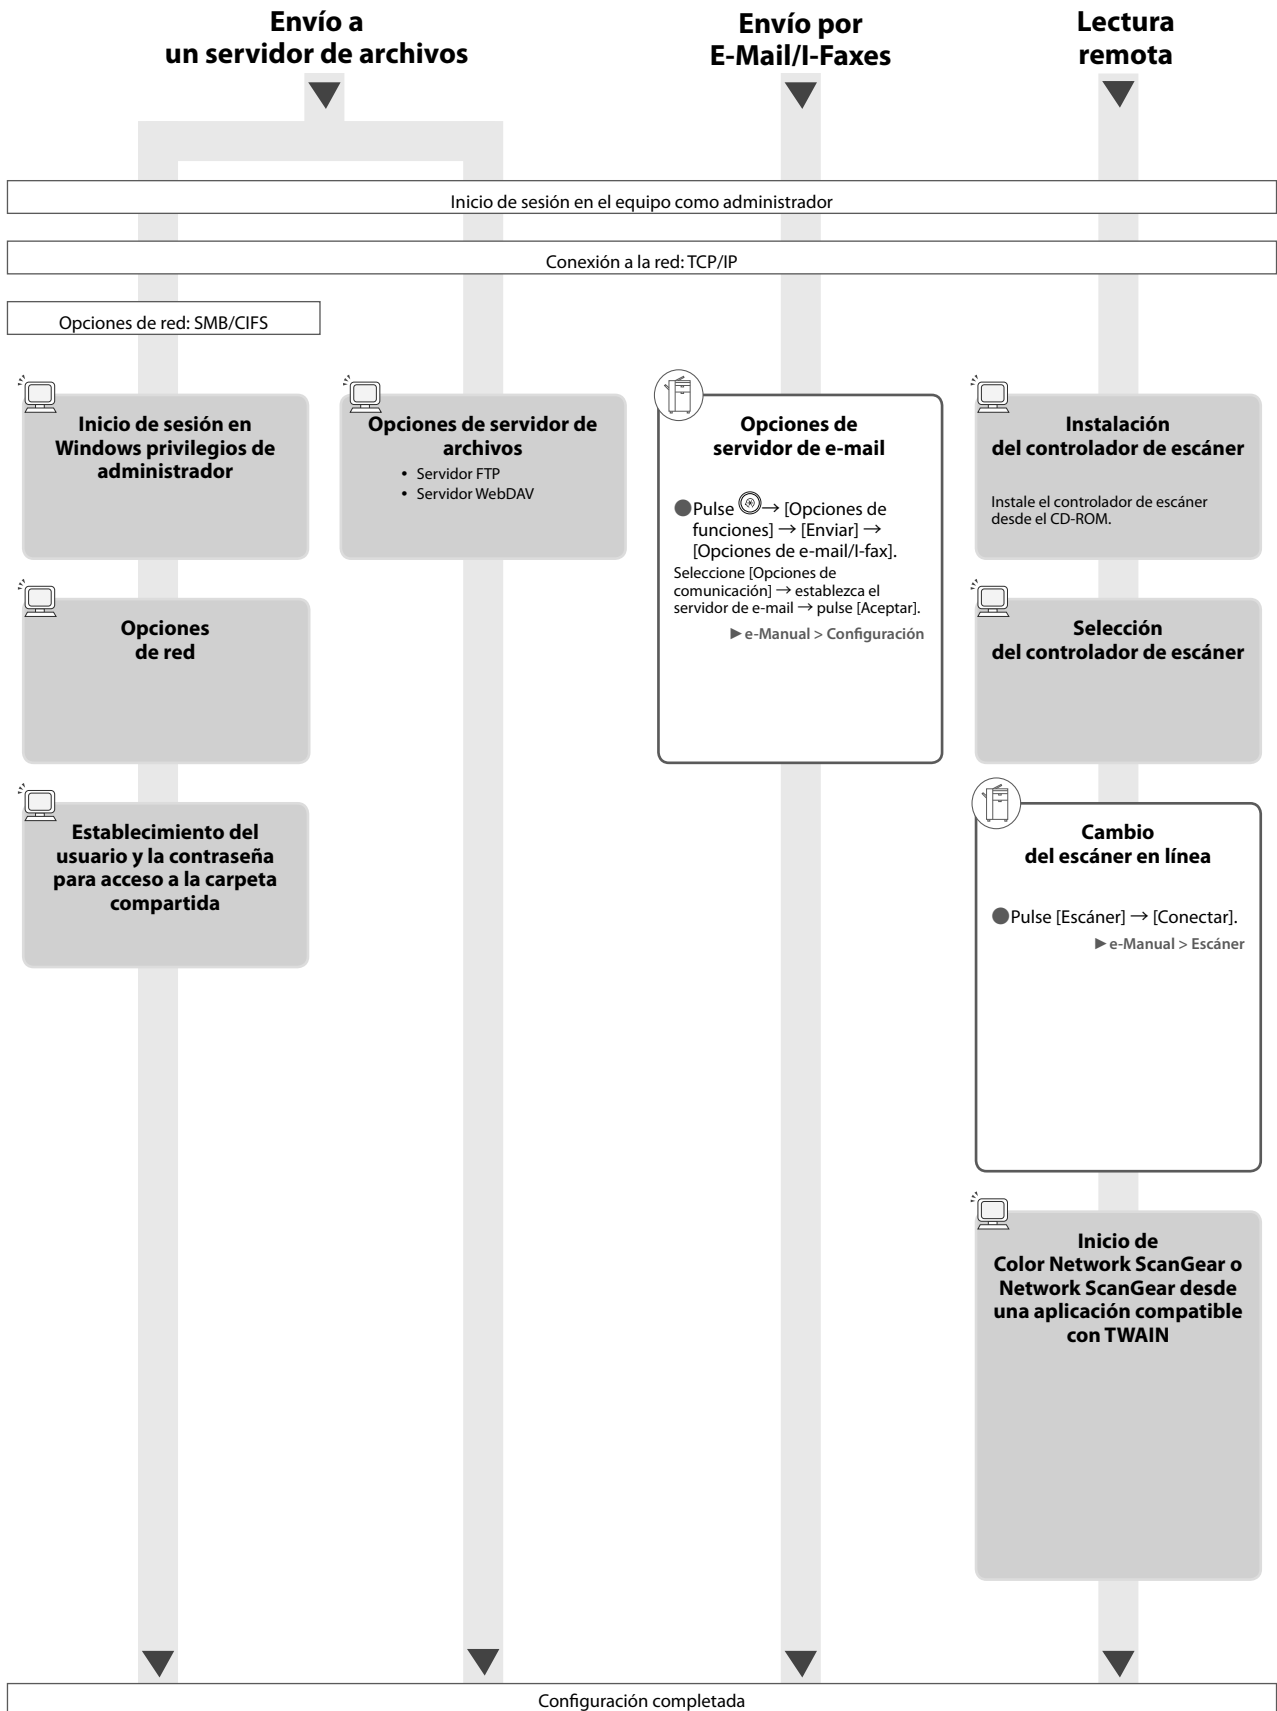 Envío a
un servidor de archivos
Envío por
E-Mail/I-Faxes
Lectura
remota
Inicio de sesión en el equipo como administrador
Conexión a la red: TCP/IP
Opciones de red: SMB/CIFS
Inicio de sesión en
Windows privilegios de
administrador
Opciones
de red
Establecimiento del
usuario y la contraseña
para acceso a la carpeta
compartida
Opciones de servidor de
archivos
• Servidor FTP
• Servidor WebDAV
Opciones de
servidor de e-mail
●Pulse → [Opciones de
funciones] → [Enviar] →
[Opciones de e-mail/I-fax].
Seleccione [Opciones de
comunicación] → establezca el
servidor de e-mail → pulse [Aceptar].
►e-Manual > Configuración
Instalación
del controlador de escáner
Instale el controlador de escáner
desde el CD-ROM.
Selección
del controlador de escáner
Cambio
del escáner en línea
●Pulse [Escáner] → [Conectar].
►e-Manual > Escáner
Inicio de
Color Network ScanGear o
Network ScanGear desde
una aplicación compatible
con TWAIN
Configuración completada